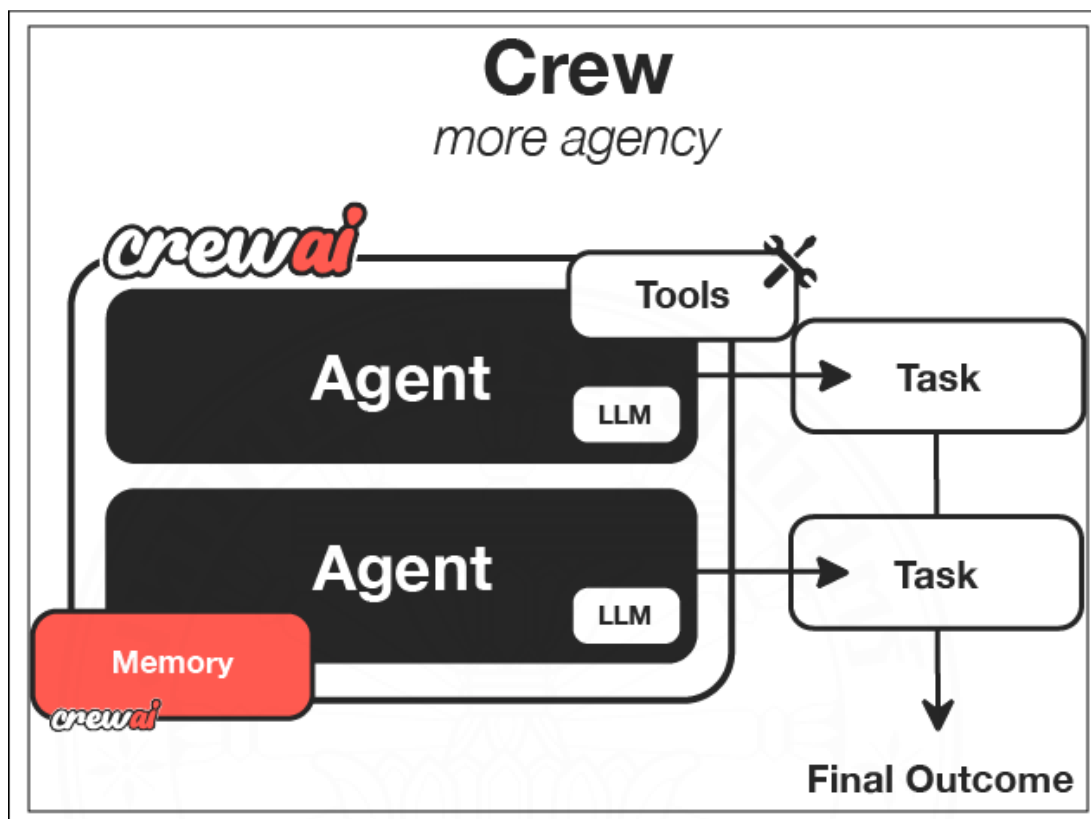 Crew
more agency
crewai
Tools
Agent
LLM
Task
Agent
LLM
Task
Memory
crewai
Final Outcome